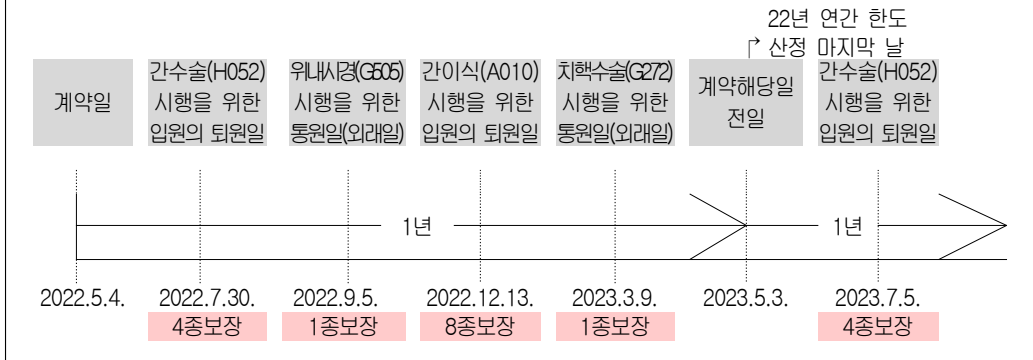 22년 연간 한도
┌→ 산정 마지막 날
계약일
간수술(H052)
시행을 위한
입원의 퇴원일
위내시경(G505)
시행을 위한
통원일(외래일)
간이식(A010)
시행을 위한
입원의 퇴원일
치핵수술(G272)
시행을 위한
통원일(외래일)
계약해당일
전일
간수술(H052)
시행을 위한
입원의 퇴원일
1년
1년
2022.5.4.
2022.7.30.
2022.9.5.
2022.12.13.
2023.3.9.
2023.5.3.
2023.7.5.
4종보장
1종보장
8종보장
1종보장
4종보장